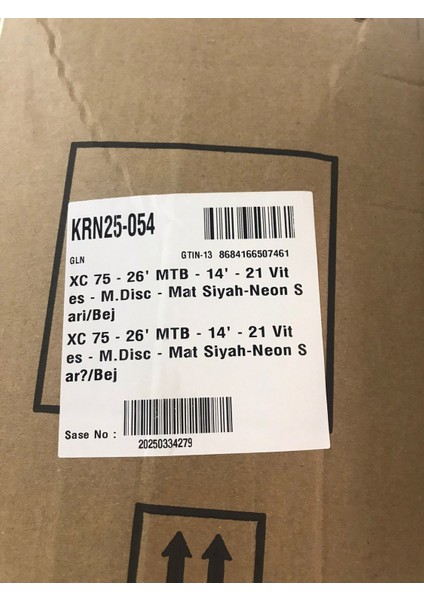 KRN25-054
GLN
GTIN-13 8684166507461
XC 75 - 26' MTB - 14' - 21 Vit
es - M.Disc - Mat Siyah-Neon S
ari/Bej
XC 75 - 26' MTB - 14' - 21 Vit
es - M.Disc - Mat Siyah-Neon S
ar?/Bej
Sase No :
20250334279